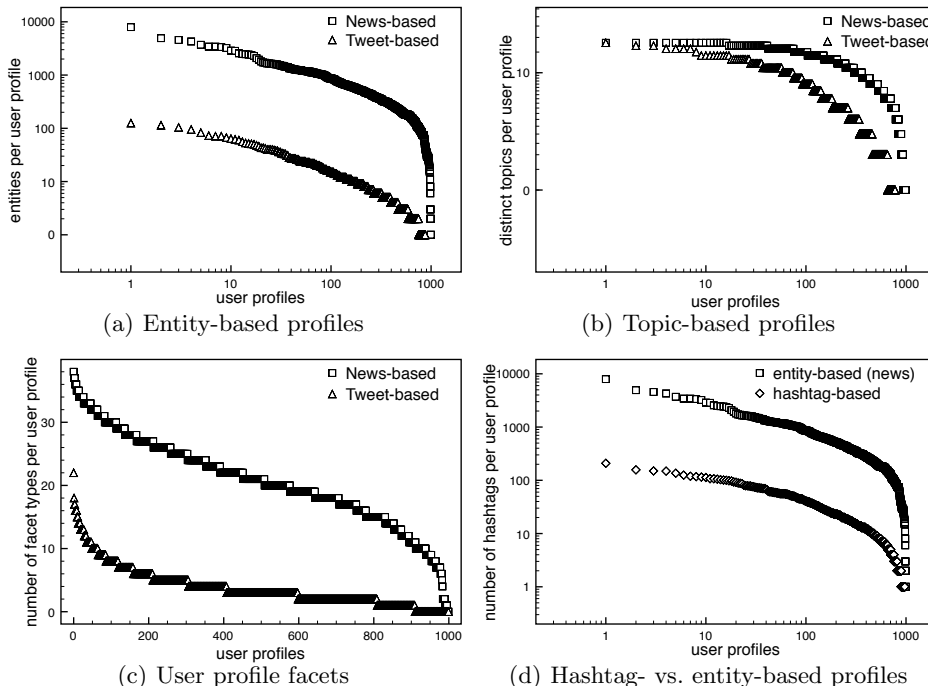 entities per user profile
10000
1000
100
10
0
News-based
Tweet-based
1
10
100
1000
user profiles
(a) Entity-based profiles
distinct topics per user profile
10
0
News-based
Tweet-based
1
10
100
1000
user profiles
(b) Topic-based profiles
number of facet types per user profile
30
20
10
0
News-based
Tweet-based
0
200
400
600
800
1000
user profiles
(c) User profile facets
number of hashtags per user profile
10000
1000
100
10
1
entity-based (news)
hashtag-based
1
10
100
1000
user profiles
(d) Hashtag- vs. entity-based profiles